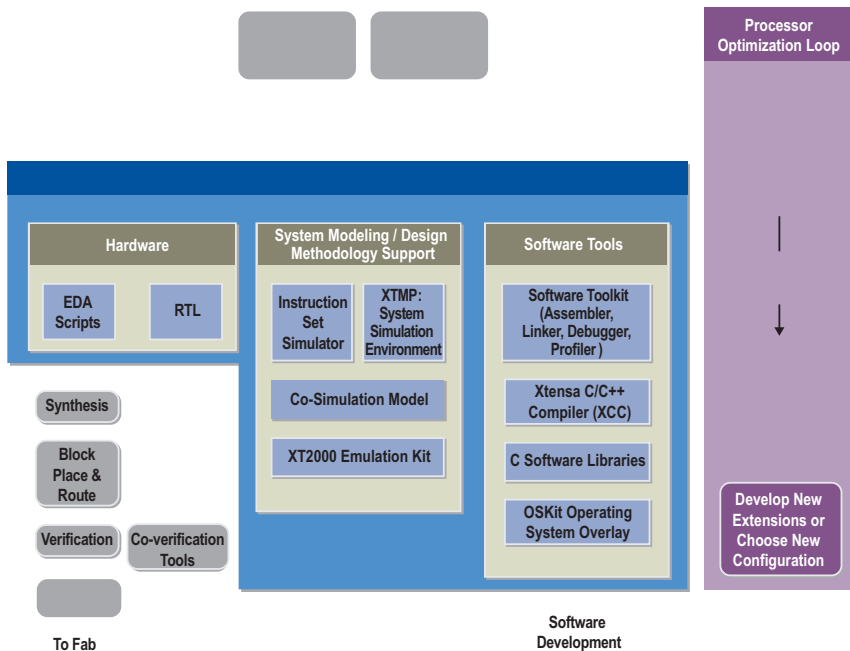 Processor
Optimization Loop
Hardware
System Modeling / Design
Methodology Support
Software Tools
EDA
Scripts
RTL
Instruction
Set
Simulator
XTMP:
System
Simulation
Environment
Software Toolkit
(Assembler,
Linker, Debugger,
Profiler )
Co-Simulation Model
Xtensa C/C++
Compiler (XCC)
XT2000 Emulation Kit
C Software Libraries
OSKit Operating
System Overlay
Synthesis
Block
Place &
Route
Verification
Co-verification
Tools
Develop New
Extensions or
Choose New
Configuration
To Fab
Software
Development